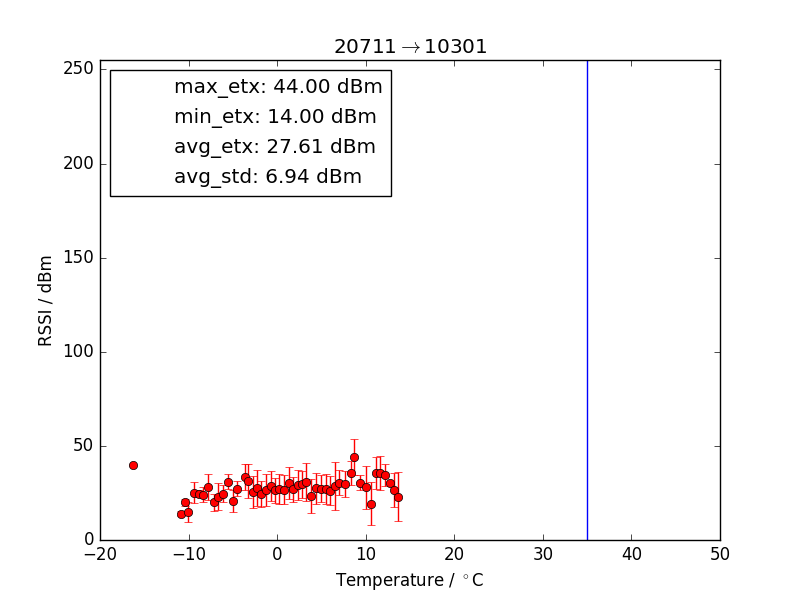 20711→10301
max_etx: 44.00 dBm
min_etx: 14.00 dBm
avg_etx: 27.61 dBm
avg_std: 6.94 dBm
RSSI / dBm
250
200
150
100
50
0
−20 −10 0 10 20 30 40 50
Temperature / °C